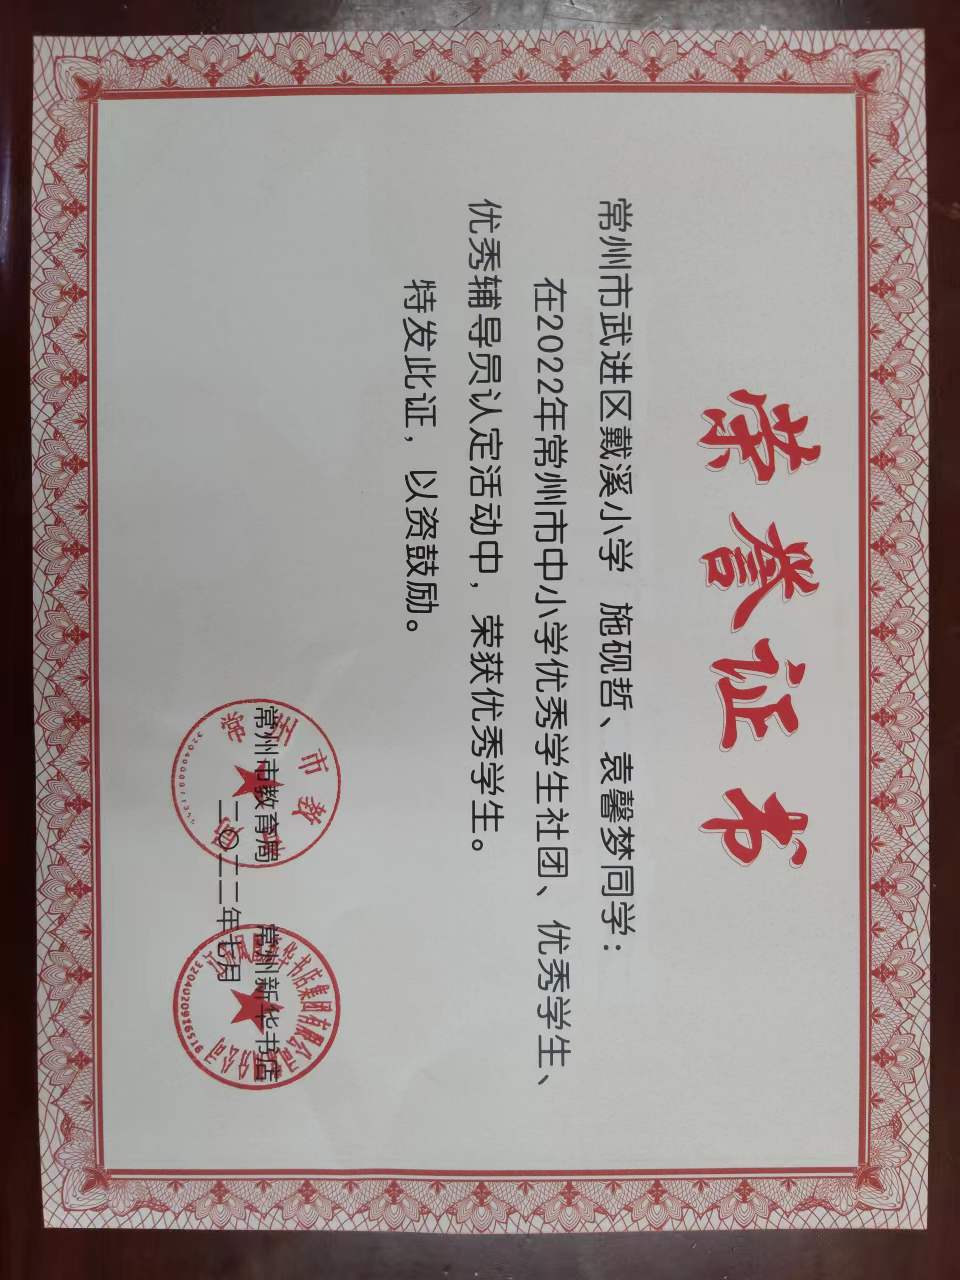 荣誉证书
常州市武进区戴溪小学 施砚哲、袁馨梦同学：
在2022年常州市中小学优秀学生社团、优秀学生、
优秀辅导员认定活动中，荣获优秀学生。
特发此证，以资鼓励。
常州市教育局 常州新华书店
二〇二二年七月